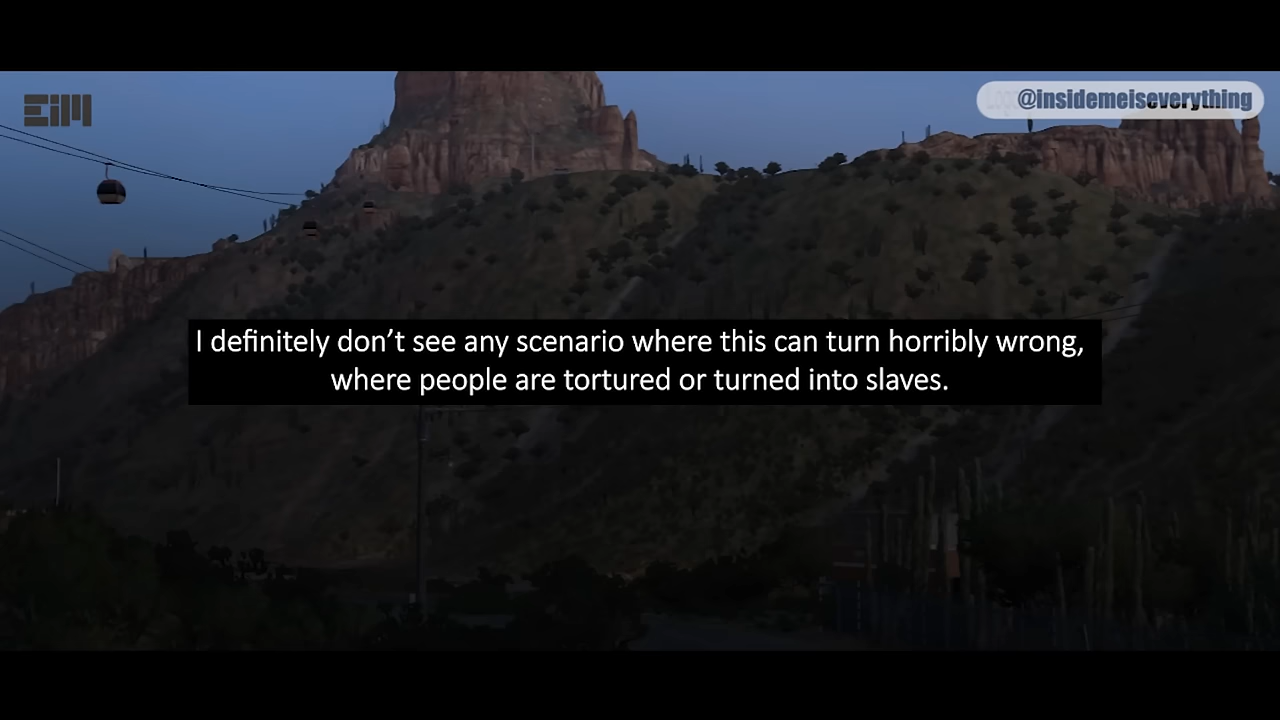 EIM
@insidemeiseverything
I definitely don’t see any scenario where this can turn horribly wrong,
where people are tortured or turned into slaves.